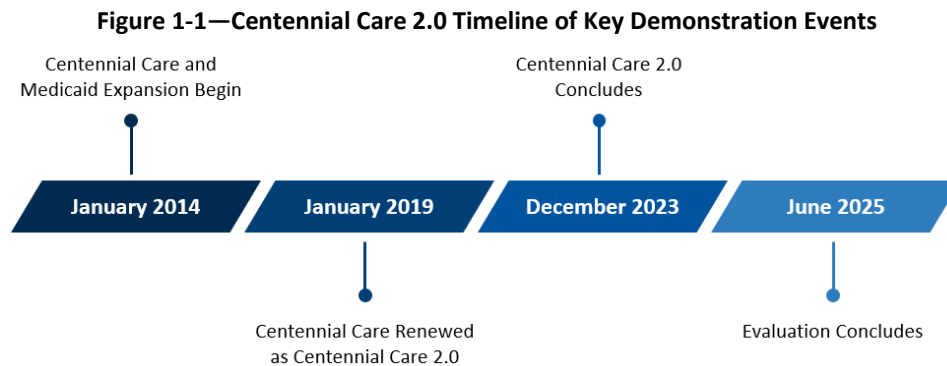 Figure 1-1—Centennial Care 2.0 Timeline of Key Demonstration Events
Centennial Care and
Medicaid Expansion Begin
Centennial Care 2.0
Concludes
January 2014
January 2019
December 2023
June 2025
Centennial Care Renewed
as Centennial Care 2.0
Evaluation Concludes